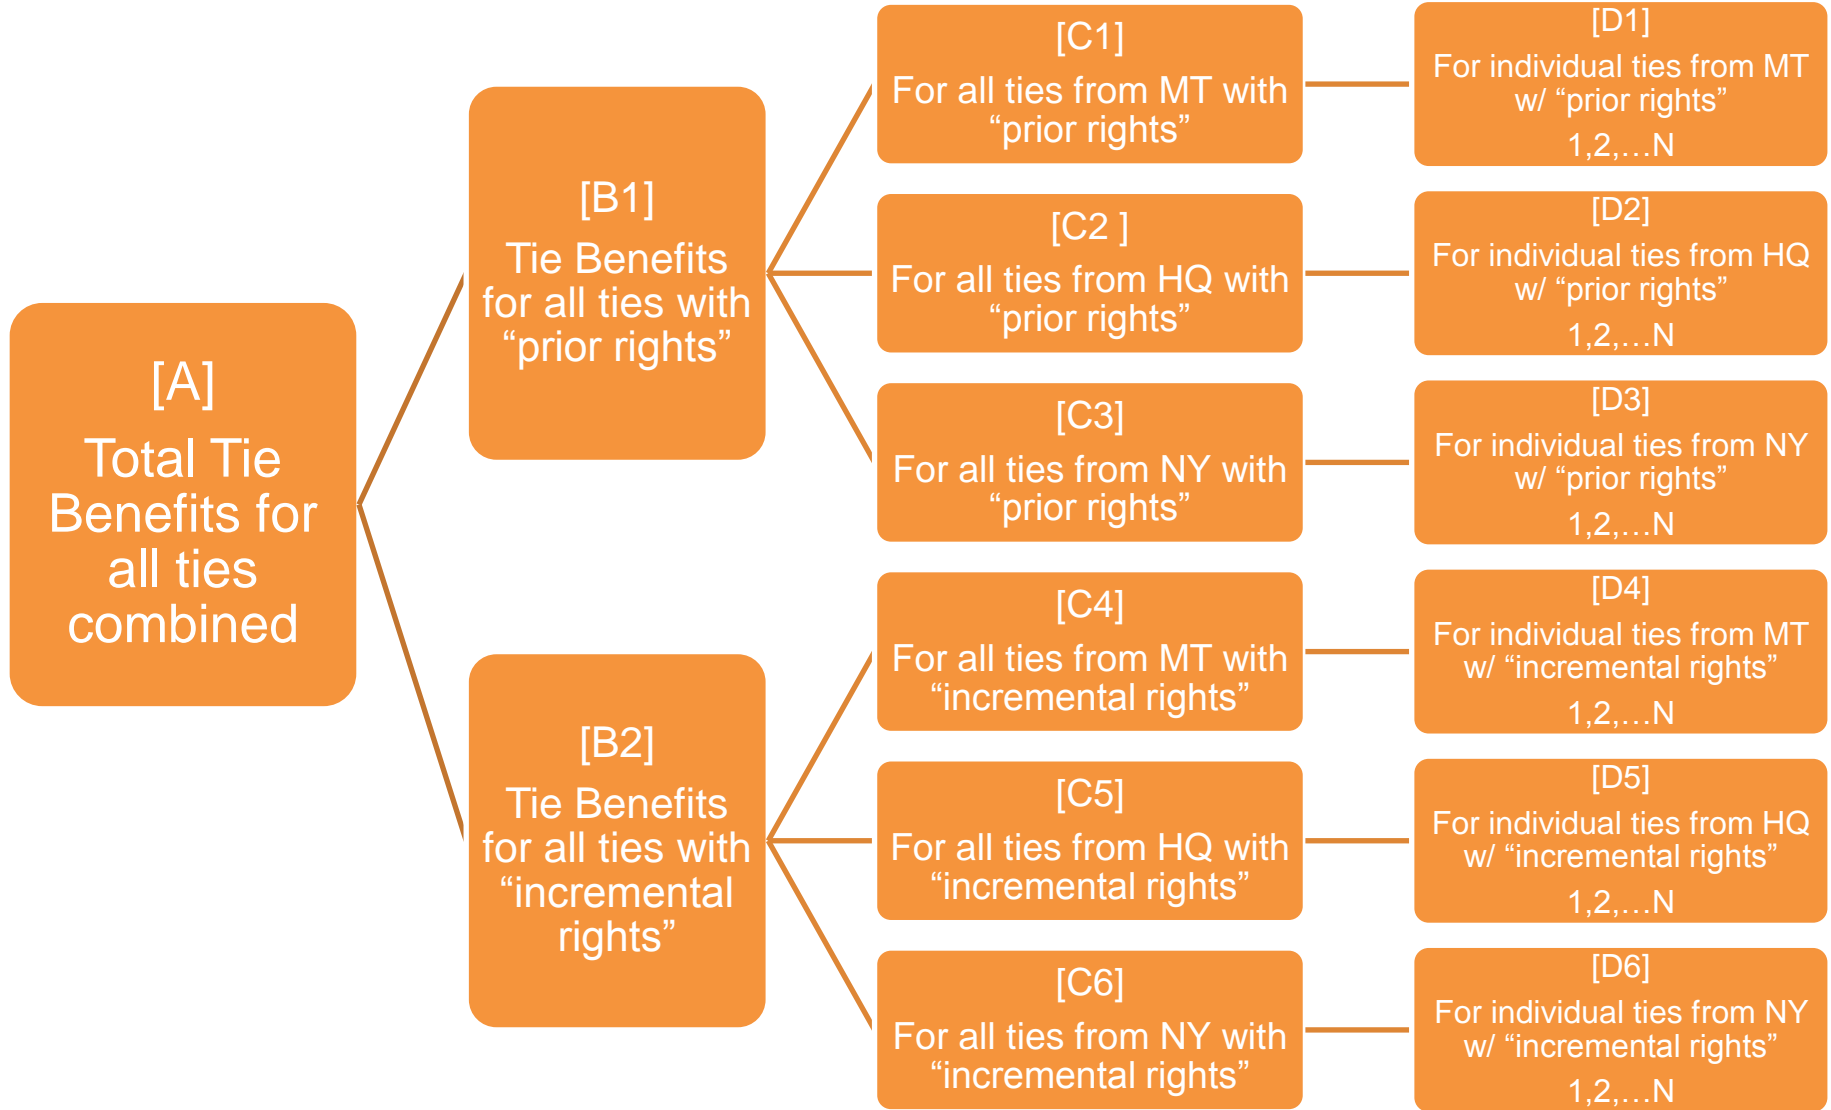 [A]
Total Tie
Benefits for
all ties
combined
[B1]
Tie Benefits
for all ties with
“prior rights”
[B2]
Tie Benefits
for all ties with
“incremental
rights”
[C1]
For all ties from MT with
“prior rights”
[C2 ]
For all ties from HQ with
“prior rights”
[C3]
For all ties from NY with
“prior rights”
[C4]
For all ties from MT with
“incremental rights”
[C5]
For all ties from HQ with
“incremental rights”
[C6]
For all ties from NY with
“incremental rights”
[D1]
For individual ties from MT
w/ “prior rights”
1,2,…N
[D2]
For individual ties from HQ
w/ “prior rights”
1,2,…N
[D3]
For individual ties from NY
w/ “prior rights”
1,2,…N
[D4]
For individual ties from MT
w/ “incremental rights”
1,2,…N
[D5]
For individual ties from HQ
w/ “incremental rights”
1,2,…N
[D6]
For individual ties from NY
w/ “incremental rights”
1,2,…N